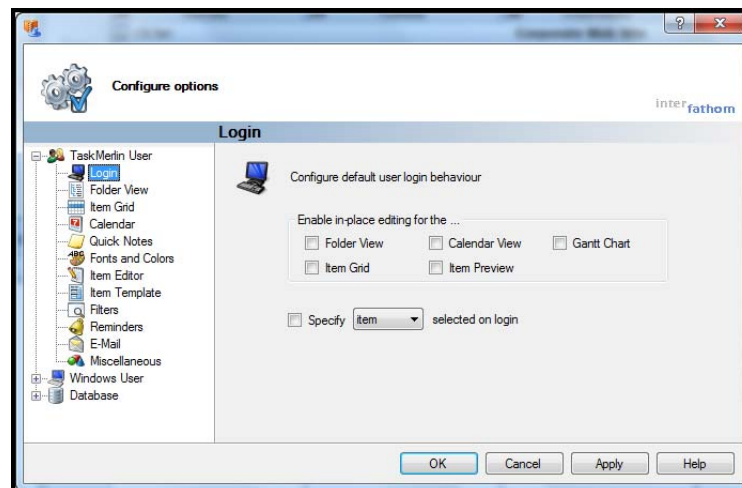 Configure options
inter fathom
Login
TaskMerlin User
Login
Folder View
Item Grid
Calendar
Quick Notes
Fonts and Colors
Item Editor
Item Template
Filters
Reminders
E-Mail
Miscellaneous
Windows User
Database
Configure default user login behaviour
Enable in-place editing for the ...
Folder View Calendar View Gantt Chart
Item Grid Item Preview
Specify item selected on login
OK Cancel Apply Help